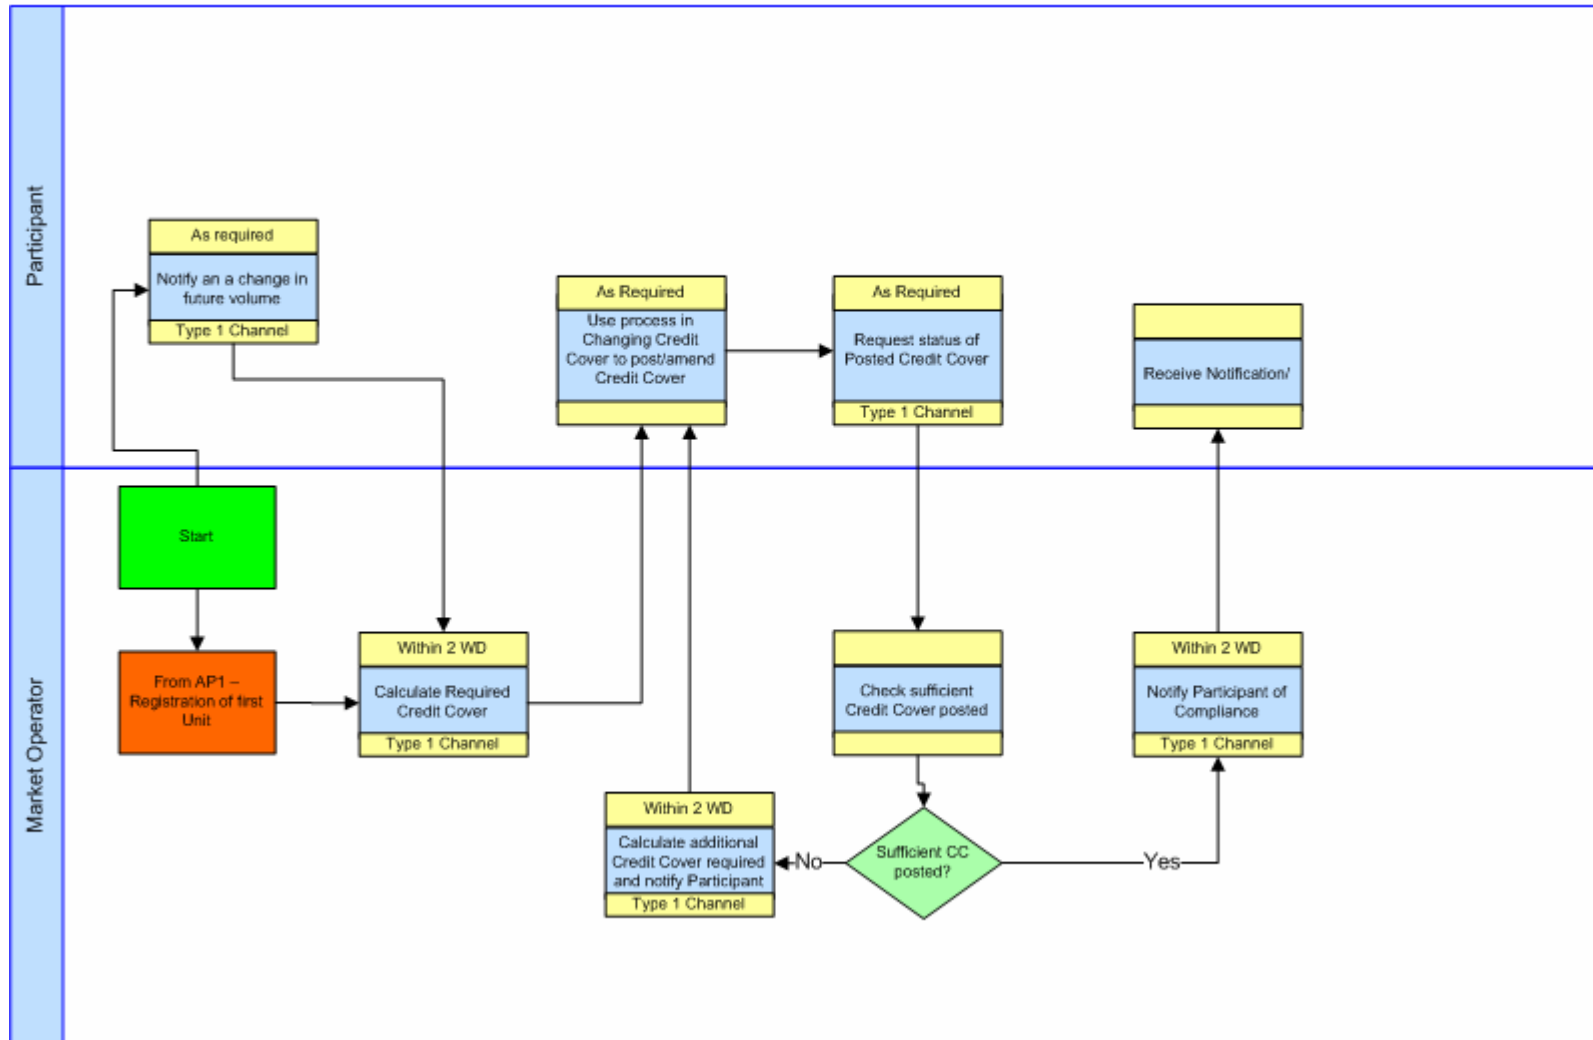 Participant
As required
Notify an a change in
future volume
Type 1 Channel
As Required
Use process in
Changing Credit
Cover to post/amend
Credit Cover
As Required
Request status of
Posted Credit Cover
Type 1 Channel
Receive Notification/
Market Operator
Start
From AP1 –
Registration of first
Unit
Within 2 WD
Calculate Required
Credit Cover
Type 1 Channel
Check sufficient
Credit Cover posted
Within 2 WD
Notify Participant of
Compliance
Type 1 Channel
Within 2 WD
Calculate additional
Credit Cover required
and notify Participant
Type 1 Channel
No
Sufficient CC
posted?
Yes